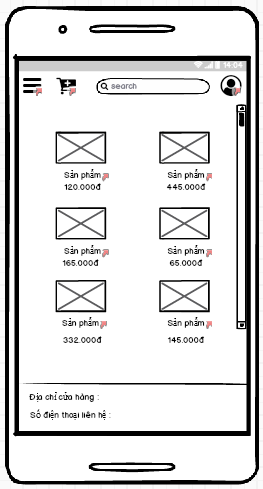 14:04
search
Sản phẩm
Sản phẩm
120.000đ
445.000đ
Sản phẩm
Sản phẩm
165.000đ
65.000đ
Sản phẩm
Sản phẩm
332.000đ
145.000đ
Địa chỉ cửa hàng :
Số điện thoại liên hệ :